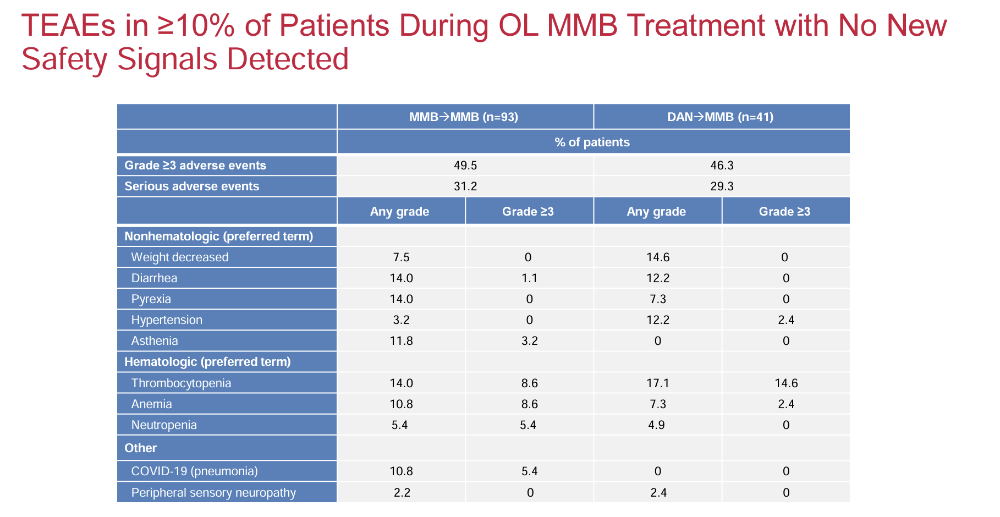 TEAEs in ≥10% of Patients During OL MMB Treatment with No New
Safety Signals Detected
MMB→MMB (n=93) DAN→MMB (n=41)
% of patients
Grade ≥3 adverse events 49.5 46.3
Serious adverse events 31.2 29.3
Any grade Grade ≥3 Any grade Grade ≥3
Nonhematologic (preferred term)
Weight decreased 7.5 0 14.6 0
Diarrhea 14.0 1.1 12.2 0
Pyrexia 14.0 0 7.3 0
Hypertension 3.2 0 12.2 2.4
Asthenia 11.8 3.2 0 0
Hematologic (preferred term)
Thrombocytopenia 14.0 8.6 17.1 14.6
Anemia 10.8 8.6 7.3 2.4
Neutropenia 5.4 5.4 4.9 0
Other
COVID-19 (pneumonia) 10.8 5.4 0 0
Peripheral sensory neuropathy 2.2 0 2.4 0